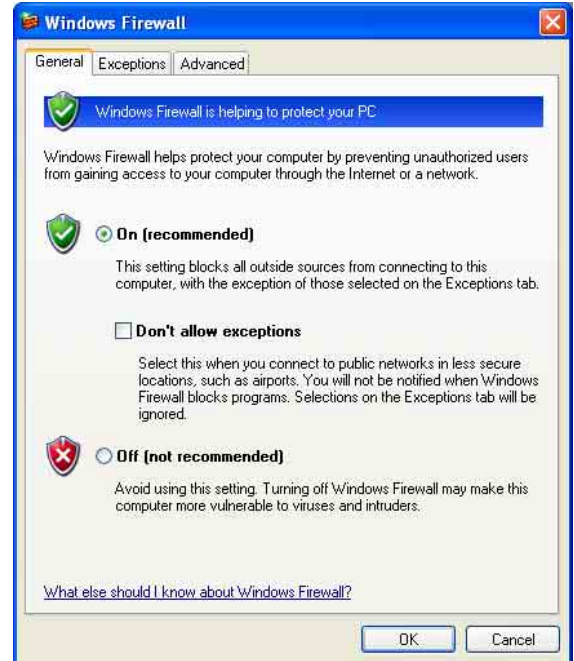 Windows Firewall
General Exceptions Advanced
Windows Firewall is helping to protect your PC
Windows Firewall helps protect your computer by preventing unauthorized users
from gaining access to your computer through the Internet or a network.
On (recommended)
This setting blocks all outside sources from connecting to this
computer, with the exception of those selected on the Exceptions tab.
Don't allow exceptions
Select this when you connect to public networks in less secure
locations, such as airports. You will not be notified when Windows
Firewall blocks programs. Selections on the Exceptions tab will be
ignored.
Off (not recommended)
Avoid using this setting. Turning off Windows Firewall may make this
computer more vulnerable to viruses and intruders.
What else should I know about Windows Firewall?
OK Cancel